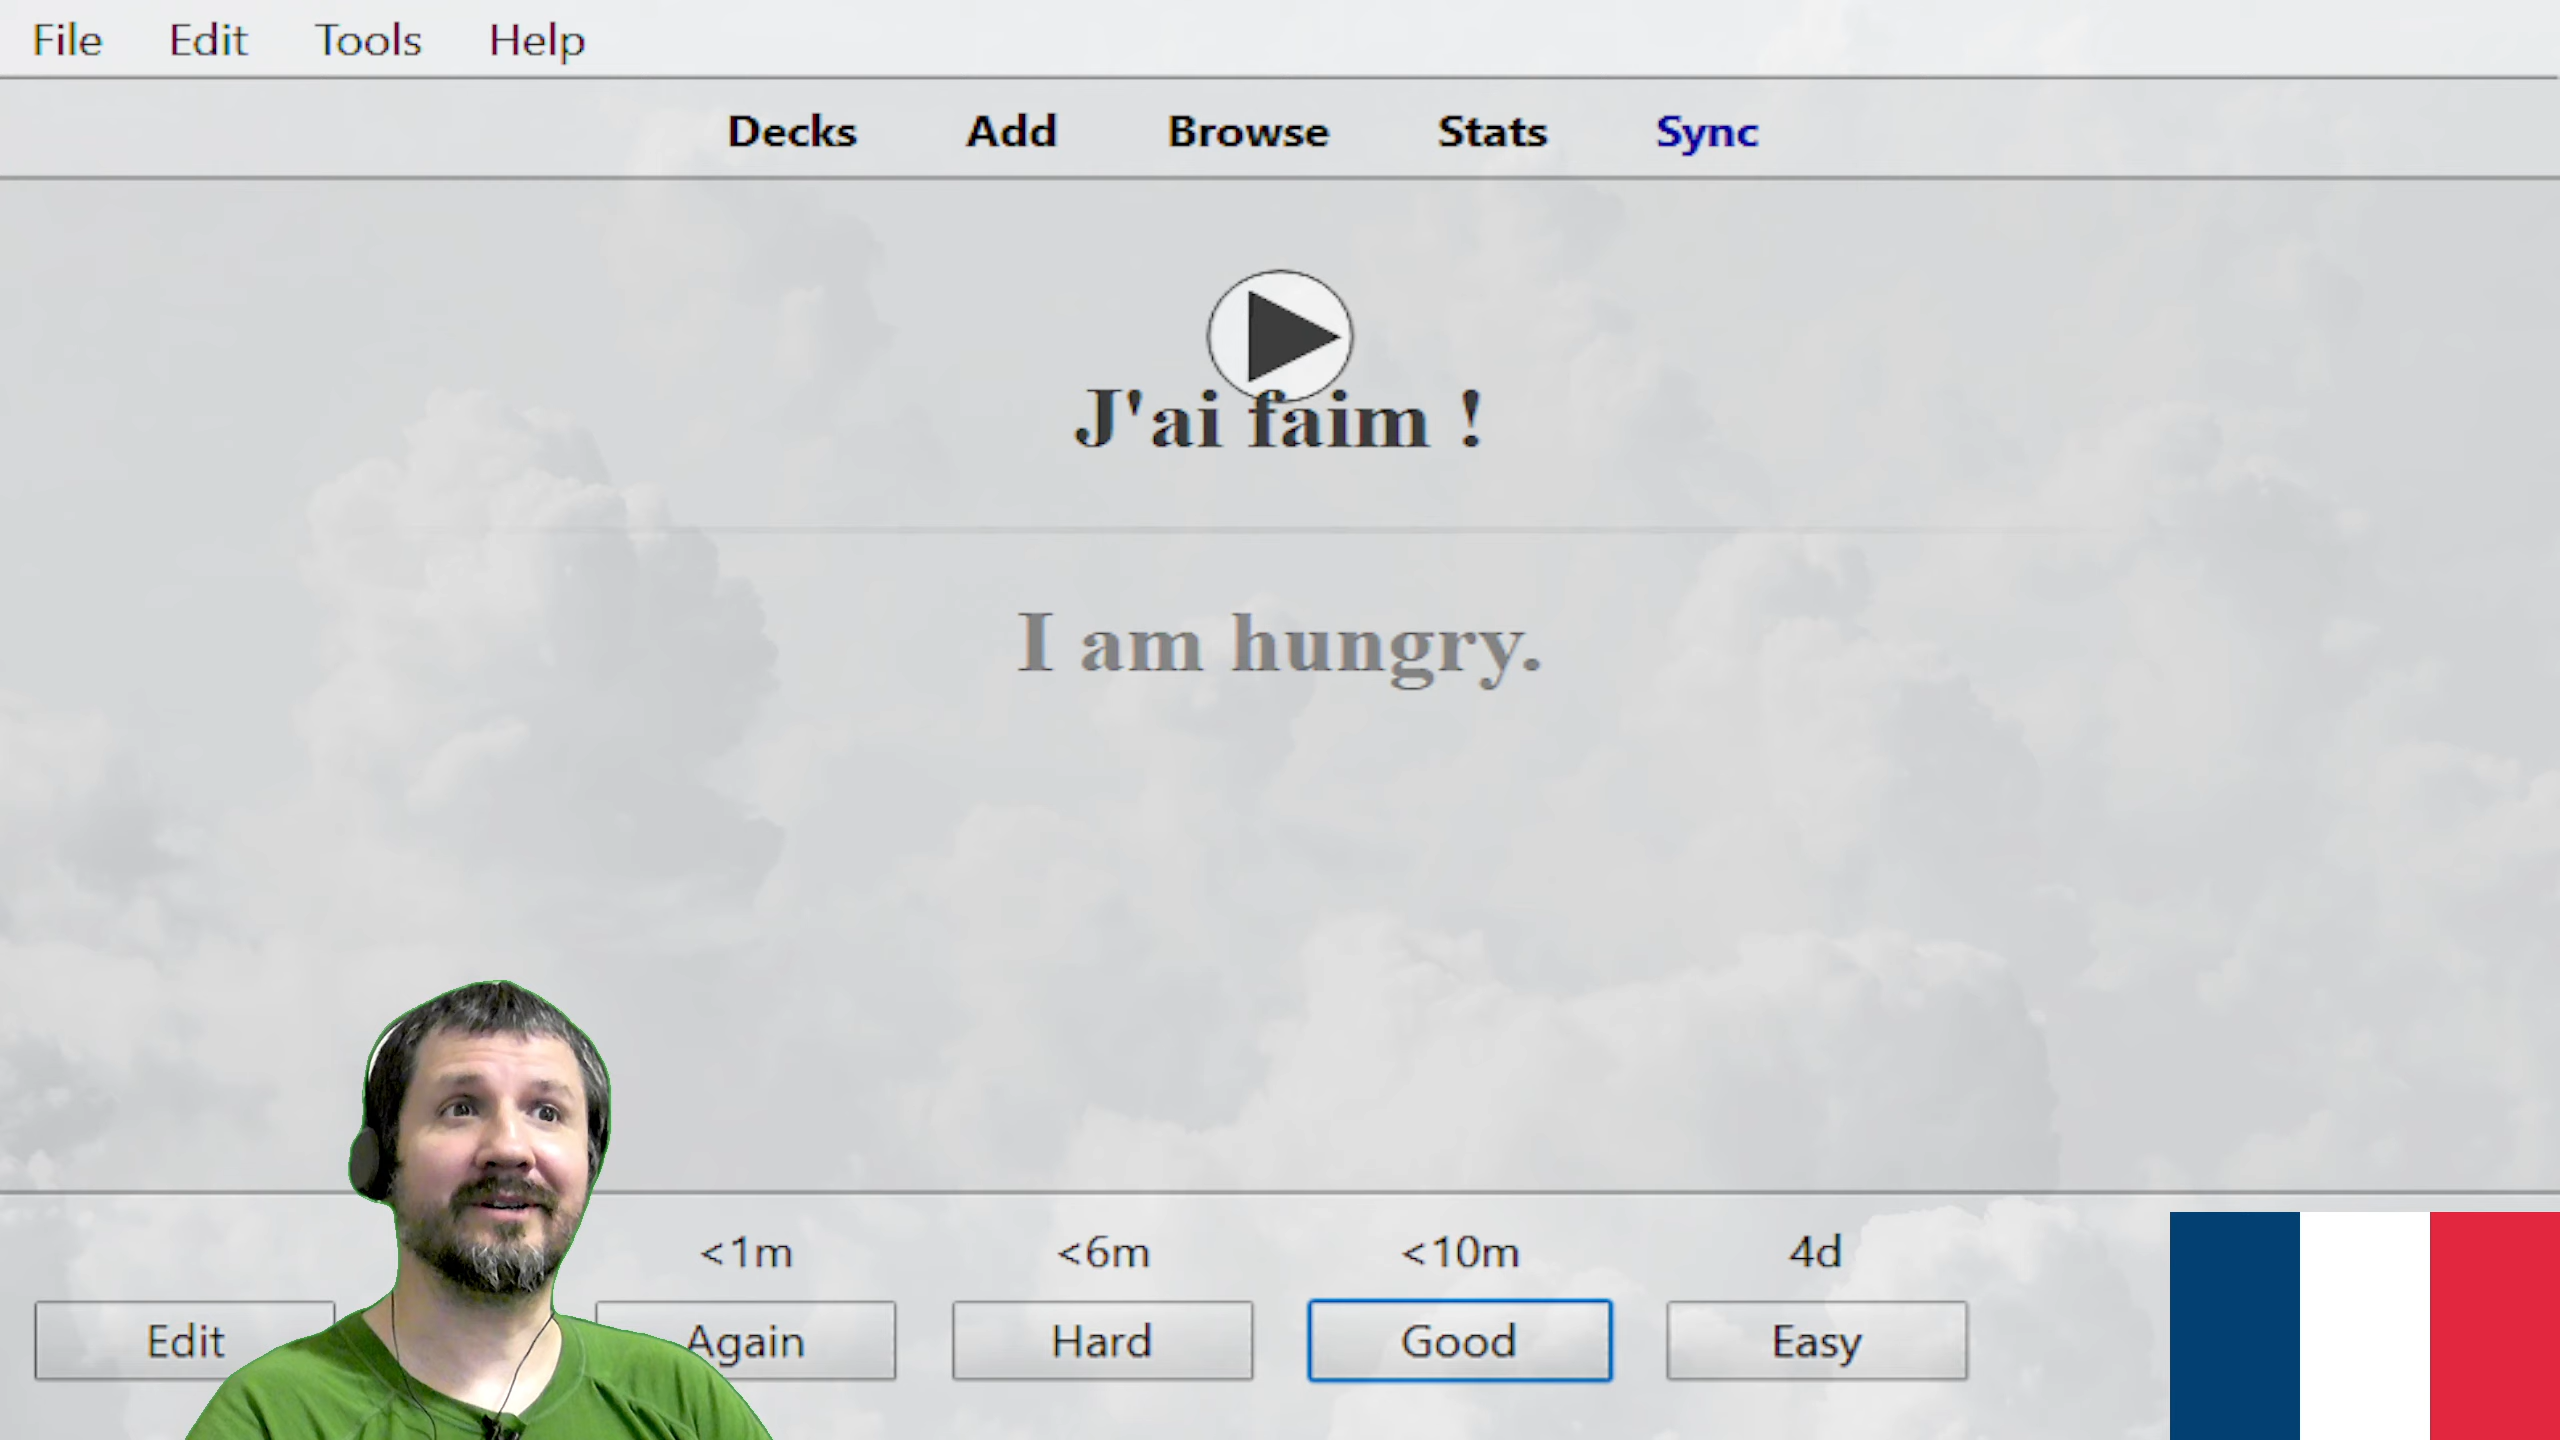 File Edit Tools Help
Decks Add Browse Stats Sync
J'ai faim !
I am hungry.
<1m <6m <10m 4d
Edit Again Hard Good Easy